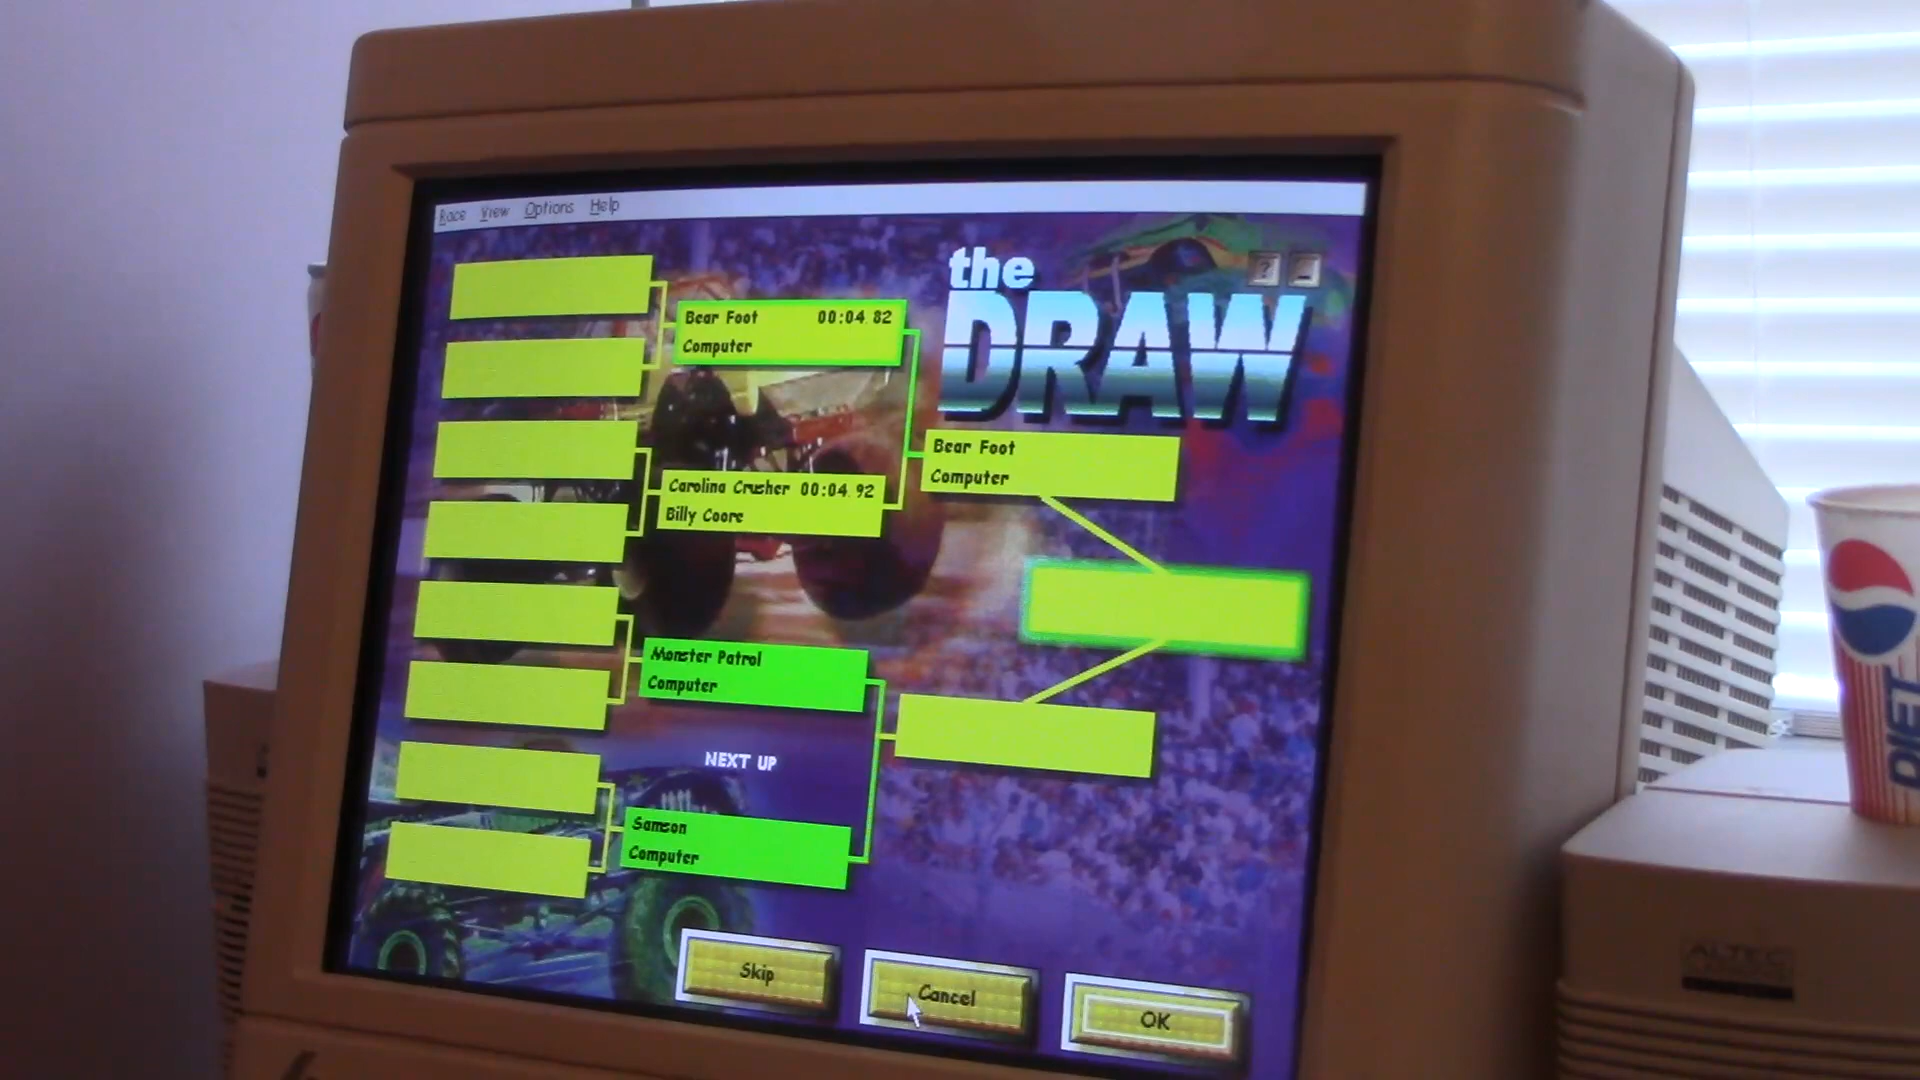 Race View Options Help
the
DRAW
Bear Foot 00:04.82
Computer
Bear Foot
Computer
Carolina Crusher 00:04.92
Billy Coore
Monster Patrol
Computer
NEXT UP
Samson
Computer
Skip
Cancel
OK
?
DIET
ALTEC